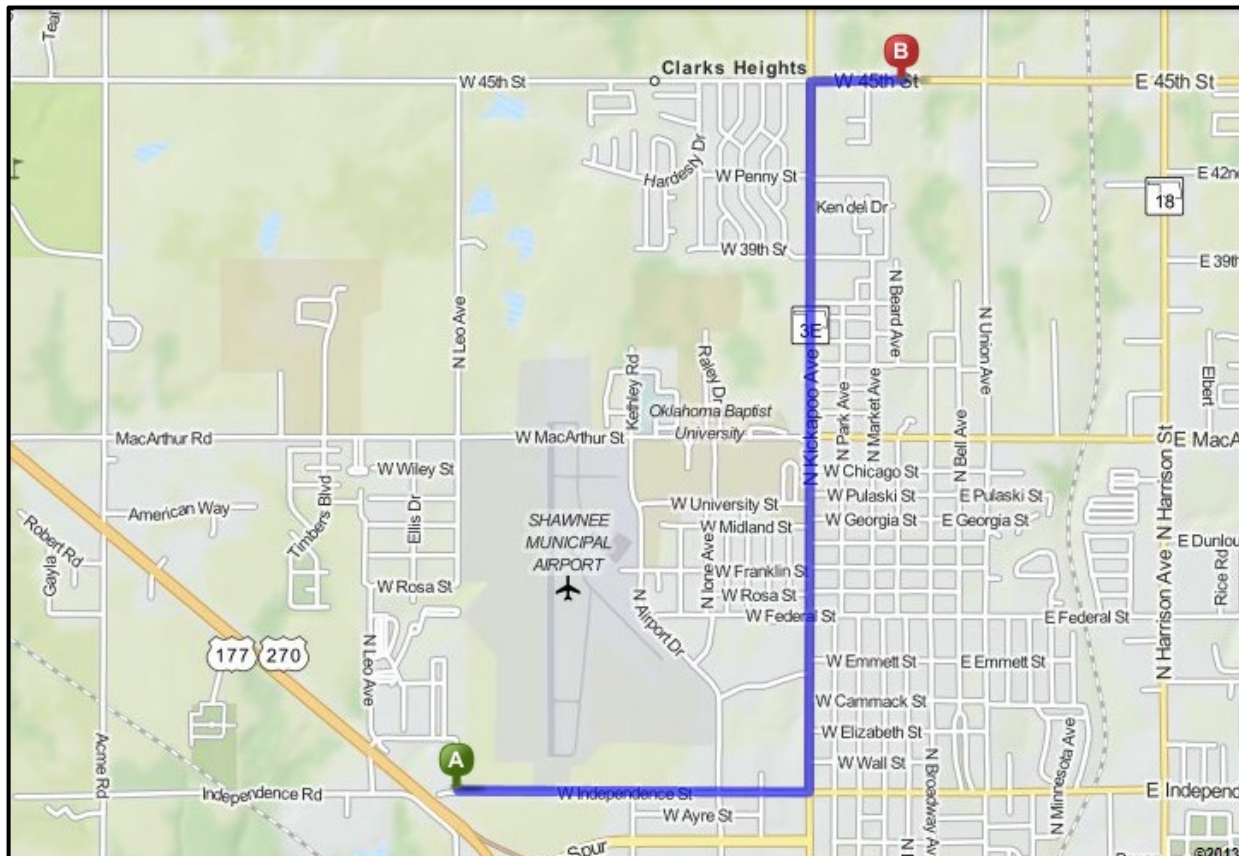 Tear
B
Clarks Heights
W 45th St
W 45th St
E 45th St
Hardesty Dr
W Penny St
E 42n
18
Ken del Dr
W 39th St
E 39th
N Leo Ave
N Beard Ave
N Union Ave
3E
Kethley Rd
Raley Dr
N Kickapoo Ave
N Park Ave
N Market Ave
N Bell Ave
Elbert
Oklahoma Baptist
University
MacArthur Rd
W MacArthur St
E MacA
W Wiley St
W Chicago St
American Way
Timbers Blvd
Ellis Dr
W University St
W Pulaski St
E Pulaski St
N Harrison St
SHAWNEE
MUNICIPAL
AIRPORT
W Midland St
W Georgia St
E Georgia St
Robert Rd
Gayla
N Ione Ave
E Dunlou
W Franklin St
W Rosa St
W Rosa St
Rice Rd
N Airport Dr
W Federal St
E Federal St
N Harrison Ave
177
270
N Leo Ave
W Emmett St
E Emmett St
W Cammack St
Acme Rd
W Elizabeth St
A
W Wall St
N Broadway Av
N Minnesota Ave
Independence Rd
W Independence St
E Independ
W Ayre St
Spur
©2013